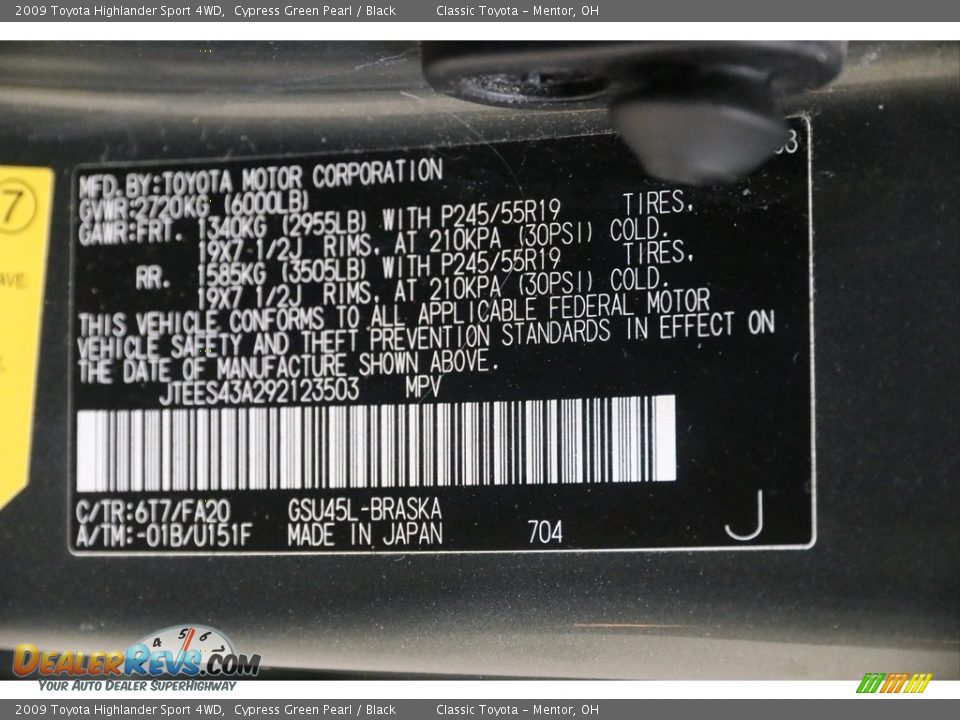 2009 Toyota Highlander Sport 4WD, Cypress Green Pearl / Black Classic Toyota - Mentor, OH
7
MFD. BY: TOYOTA MOTOR CORPORATION
GVWR: 2720KG (6000LB)
GAWR: FRT. 1340KG (2955LB) WITH P245/55R19 TIRES,
19X7 1/2J RIMS, AT 210KPA (30PSI) COLD.
RR. 1585KG (3505LB) WITH P245/55R19 TIRES,
19X7 1/2J RIMS, AT 210KPA (30PSI) COLD.
THIS VEHICLE CONFORMS TO ALL APPLICABLE FEDERAL MOTOR
VEHICLE SAFETY AND THEFT PREVENTION STANDARDS IN EFFECT ON
THE DATE OF MANUFACTURE SHOWN ABOVE.
JTEES43A292123503 MPV
C/TR: 6T7/FA20 GSU45L-BRASKA
A/TM: -01B/U151F MADE IN JAPAN 704 J
4 5 6
DealerRevs.com
Your Auto Dealer SuperHighway
2009 Toyota Highlander Sport 4WD, Cypress Green Pearl / Black Classic Toyota - Mentor, OH